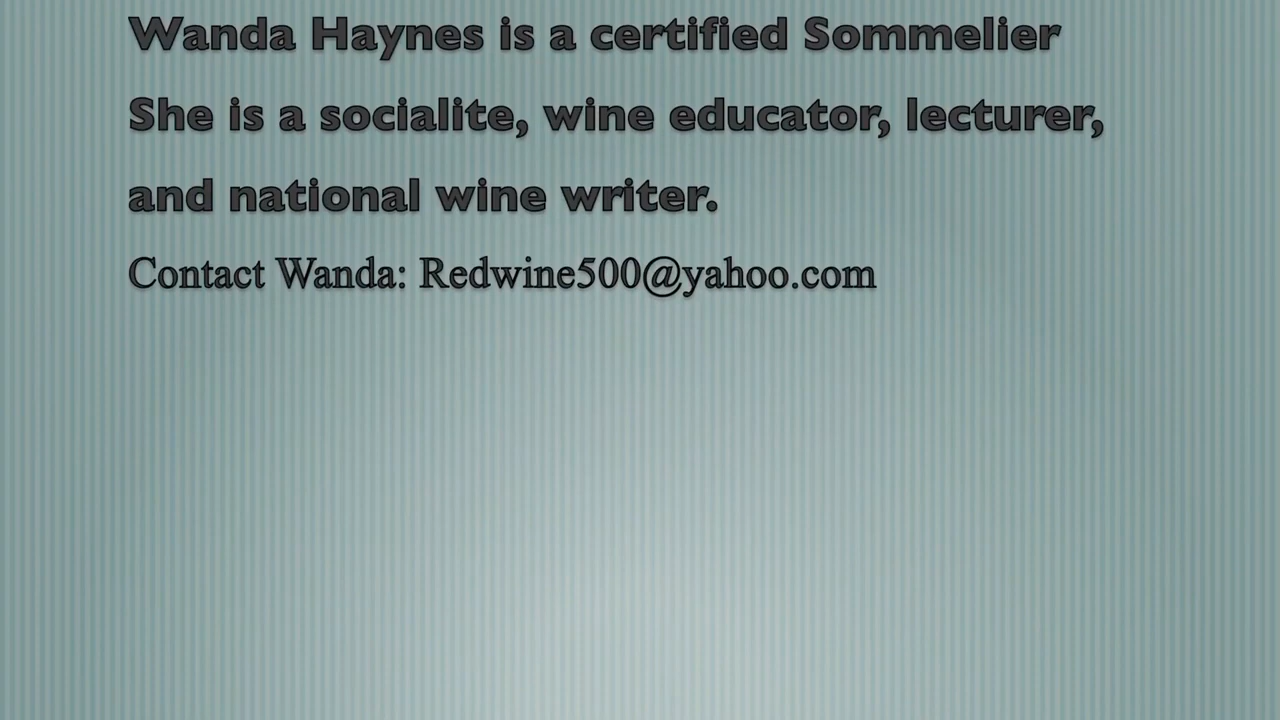 Wanda Haynes is a certified Sommelier
She is a socialite, wine educator, lecturer,
and national wine writer.
Contact Wanda: Redwine500@yahoo.com